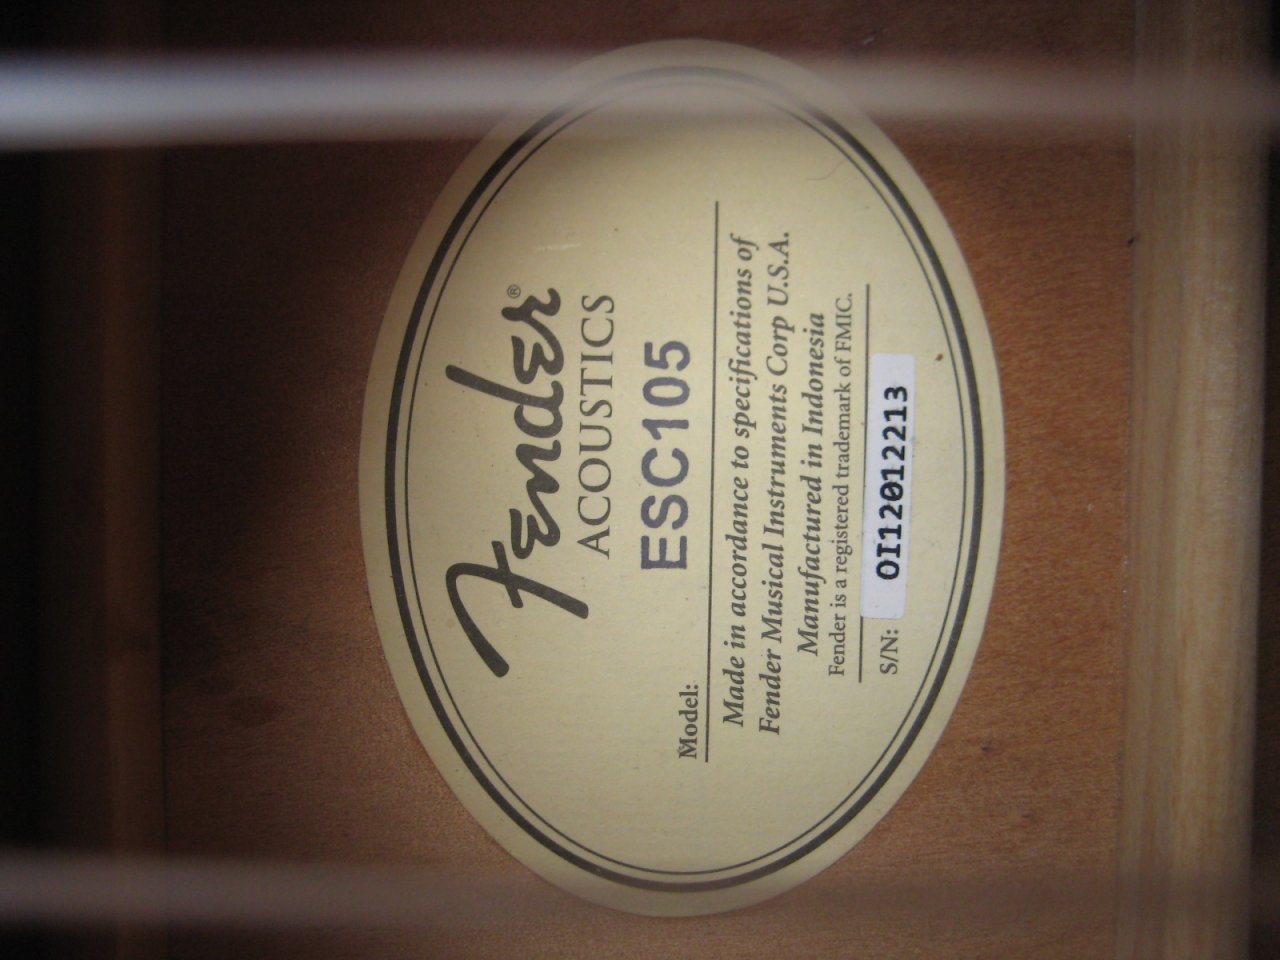 Fender®
ACOUSTICS
Model: ESC105
Made in accordance to specifications of
Fender Musical Instruments Corp U.S.A.
Manufactured in Indonesia
Fender is a registered trademark of FMIC.
S/N: OI12012213